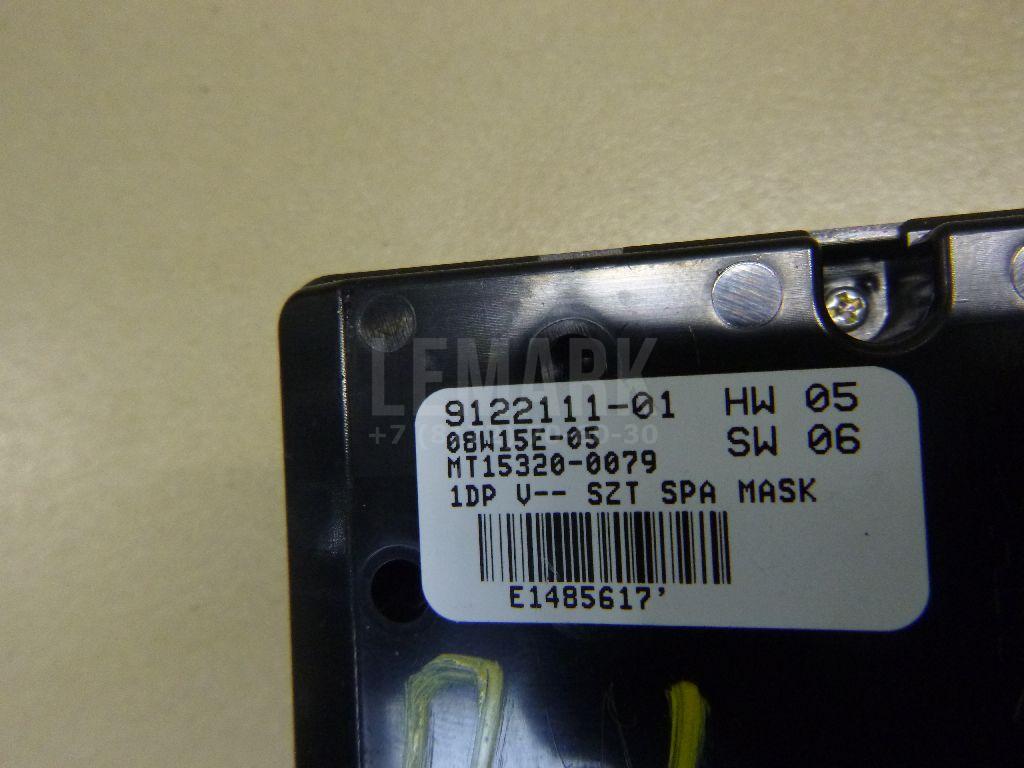 LEMARK
9122111-01 HW 05
08W15E-05 SW 06
MT15320-0079
1DP V-- SZT SPA MASK
E1485617'